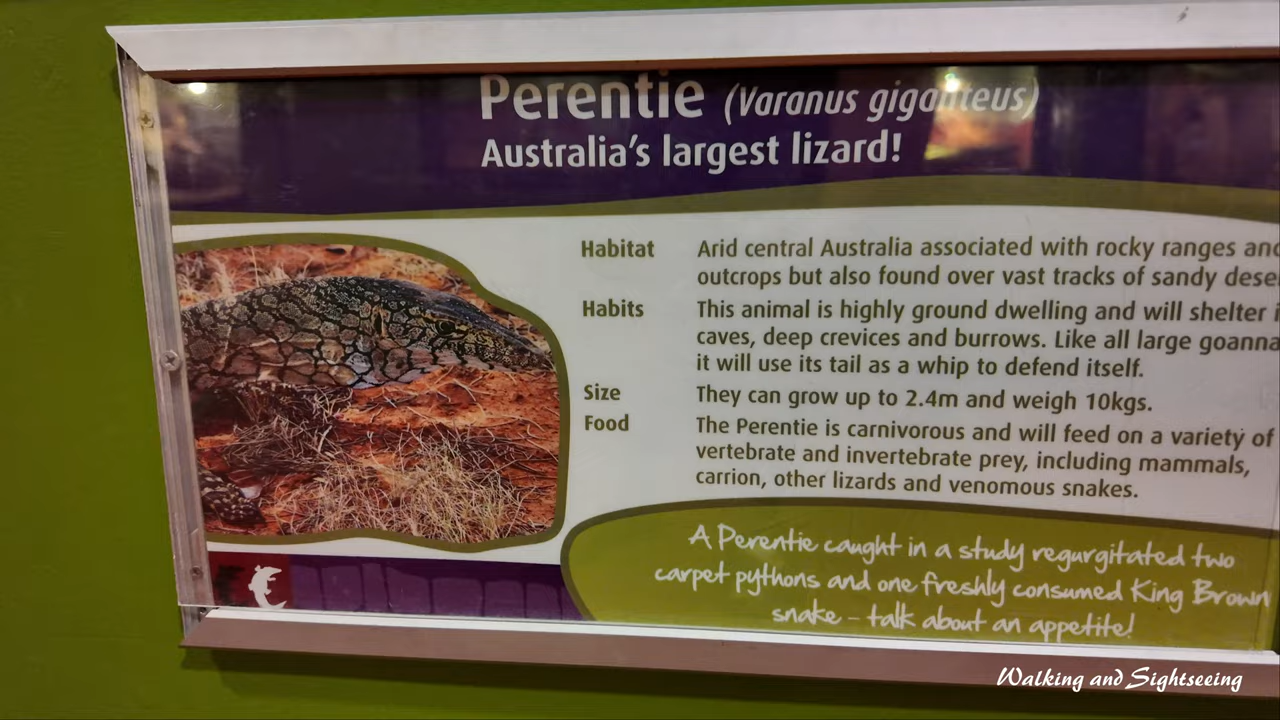 Perentie (Varanus giganteus)
Australia's largest lizard!
Habitat Arid central Australia associated with rocky ranges and
outcrops but also found over vast tracks of sandy dese
Habits This animal is highly ground dwelling and will shelter i
caves, deep crevices and burrows. Like all large goanna
it will use its tail as a whip to defend itself.
Size They can grow up to 2.4m and weigh 10kgs.
Food The Perentie is carnivorous and will feed on a variety of
vertebrate and invertebrate prey, including mammals,
carrion, other lizards and venomous snakes.
A Perentie caught in a study regurgitated two
carpet pythons and one freshly consumed King Brown
snake – talk about an appetite!
Walking and Sightseeing